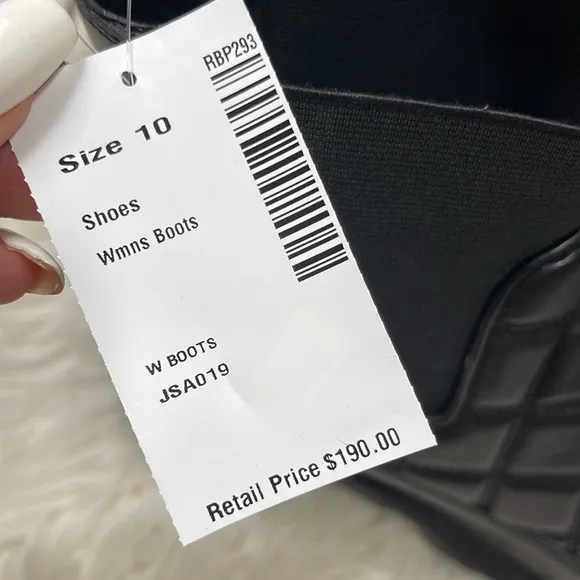 RBP293
Size 10
Shoes
Wmns Boots
W BOOTS
JSA019
Retail Price $190.00